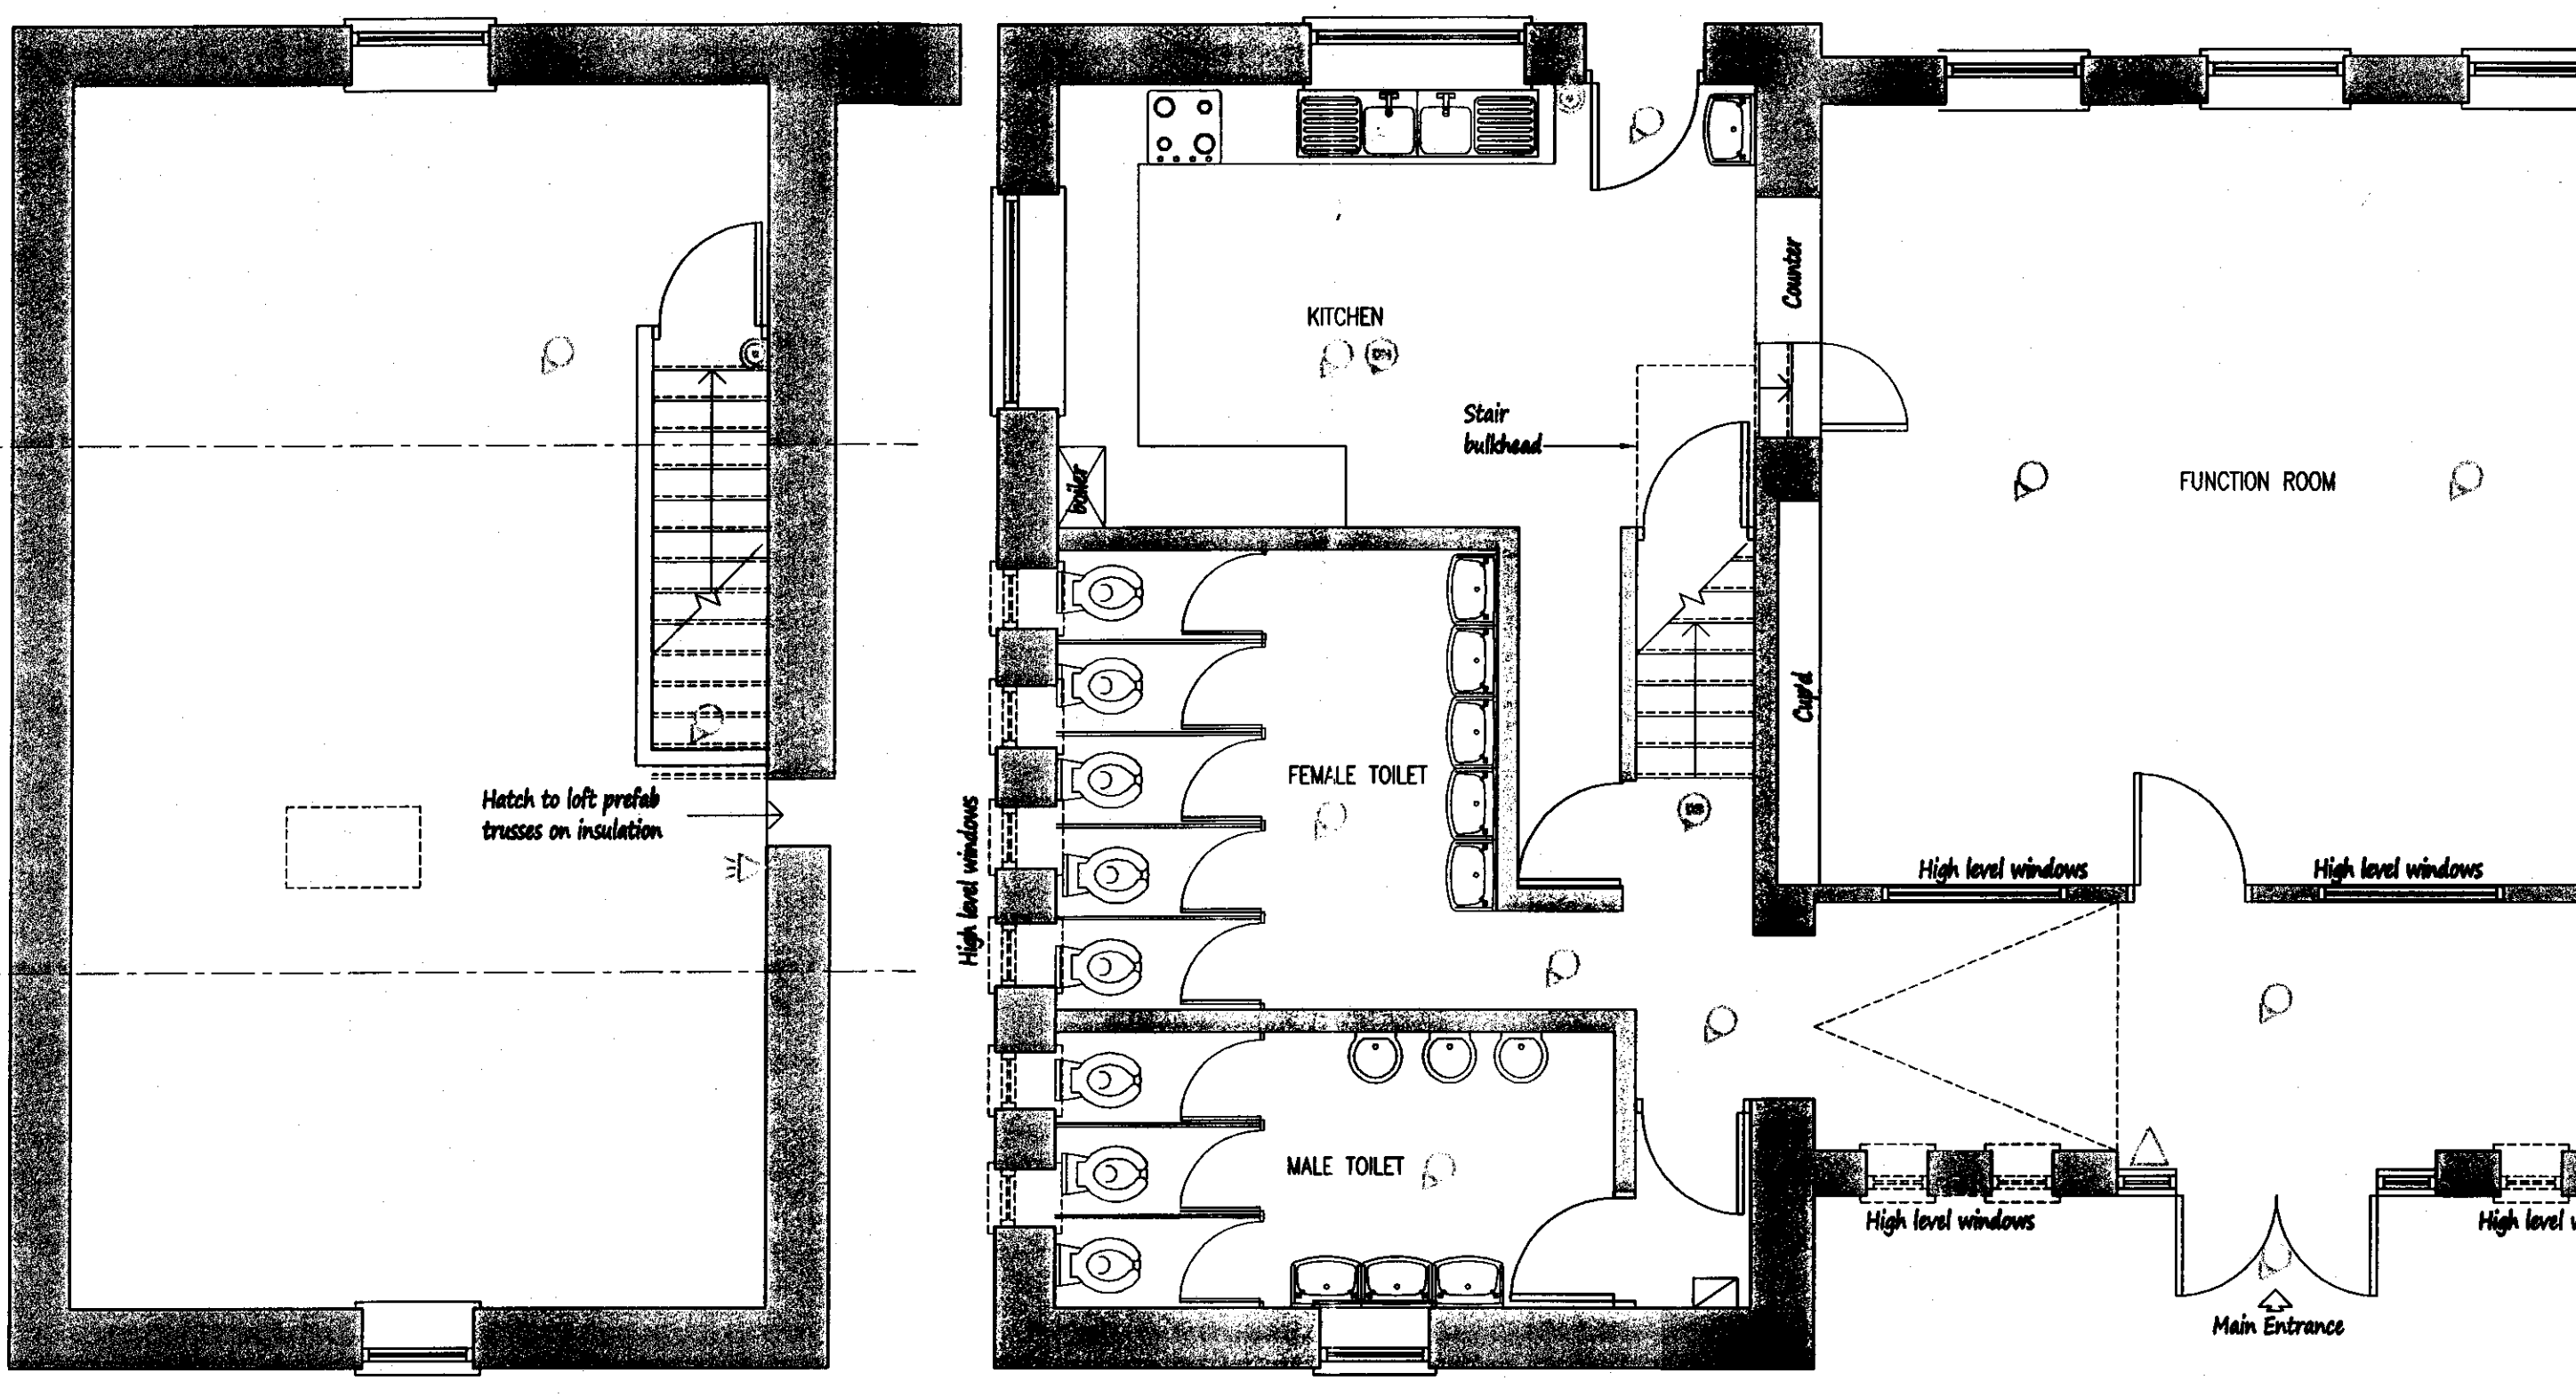 KITCHEN
Counter
Stair
bulkhead
boiler
FUNCTION ROOM
Cup'd
FEMALE TOILET
Hatch to loft prefab
trusses on insulation
High level windows
High level windows
High level windows
MALE TOILET
High level windows
High level
Main Entrance